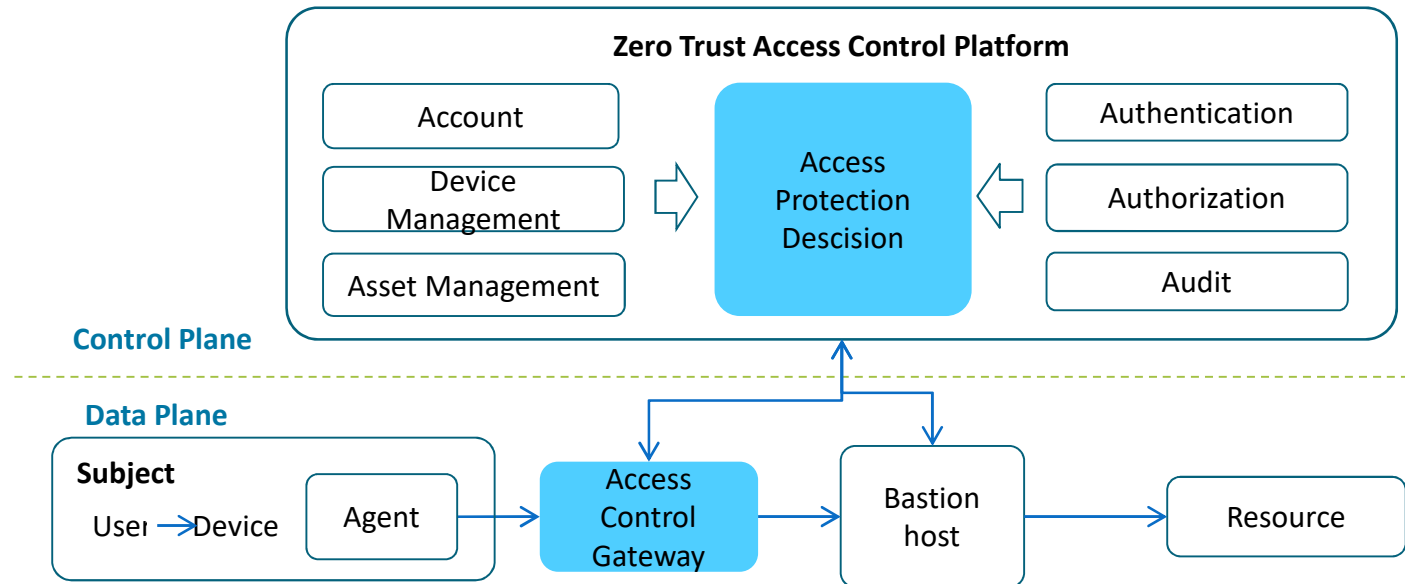 Zero Trust Access Control Platform
Account
Device
Management
Asset Management
Access
Protection
Descision
Authentication
Authorization
Audit
Control Plane
Data Plane
Subject
User
Device
Agent
Access
Control
Gateway
Bastion
host
Resource